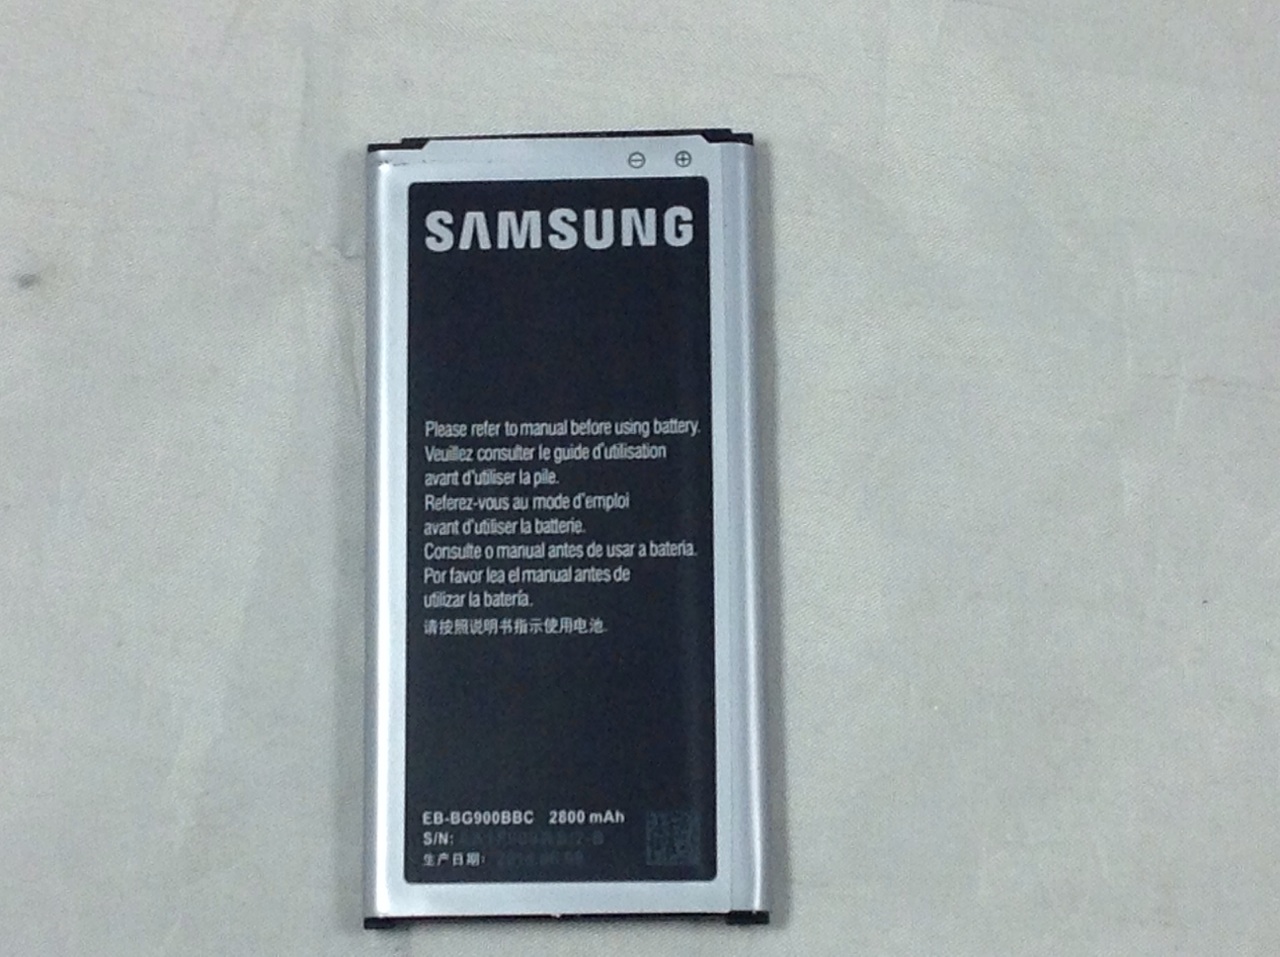 ⊖ ⊕
SAMSUNG
Please refer to manual before using battery.
Veuillez consulter le guide d'utilisation
avant d'utiliser la pile.
Referez-vous au mode d'emploi
avant d'utiliser la batterie.
Consulte o manual antes de usar a bateria.
Por favor lea el manual antes de
utilizar la batería.
请按照说明书指示使用电池.
EB-BG900BBC 2800 mAh
S/N:
生产日期: